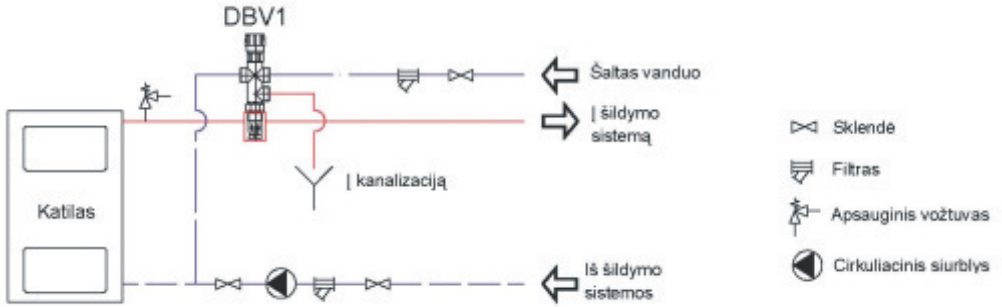 DBV1
Šaltas vanduo
Į šildymo
sistemą
Į kanalizaciją
Katilas
Iš šildymo
sistemos
Sklendė
Filtras
Apsauginis vožtuvas
Cirkuliacinis siurblys